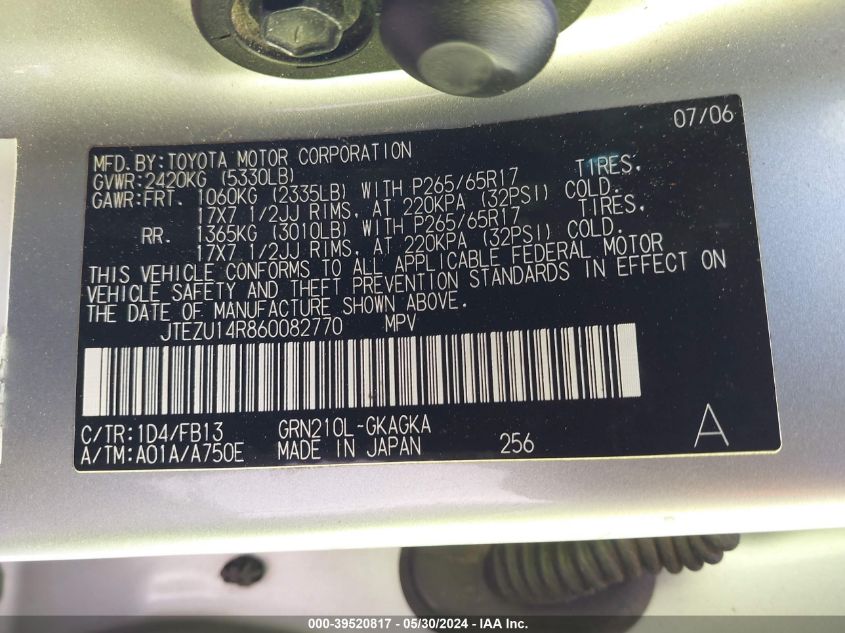 07/06
MFD. BY: TOYOTA MOTOR CORPORATION
GVWR: 2420KG (5330LB)
GAWR: FRT. 1060KG (2335LB) WITH P265/65R17 TIRES,
17X7 1/2JJ RIMS, AT 220KPA (32PSI) COLD.
RR. 1365KG (3010LB) WITH P265/65R17 TIRES,
17X7 1/2JJ RIMS, AT 220KPA (32PSI) COLD.
THIS VEHICLE CONFORMS TO ALL APPLICABLE FEDERAL MOTOR
VEHICLE SAFETY AND THEFT PREVENTION STANDARDS IN EFFECT ON
THE DATE OF MANUFACTURE SHOWN ABOVE.
JTEZU14R860082770 MPV
C/TR: 1D4/FB13 GRN210L-GKAGKA
A/TM: A01A/A750E MADE IN JAPAN 256 A
000-39520817 - 05/30/2024 - IAA Inc.